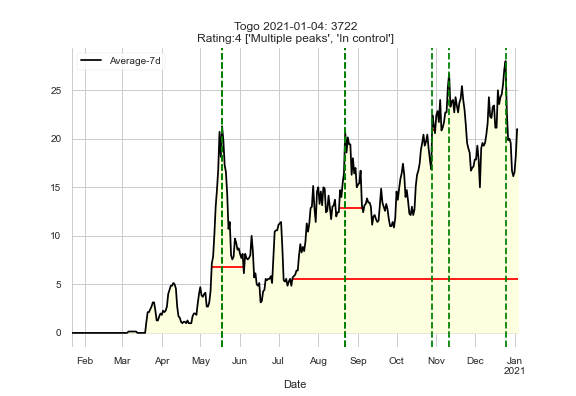 Togo 2021-01-04: 3722
Rating:4 ['Multiple peaks', 'In control']
Average-7d
25
20
15
10
5
0
Feb Mar Apr May Jun Jul Aug Sep Oct Nov Dec Jan
2021
Date